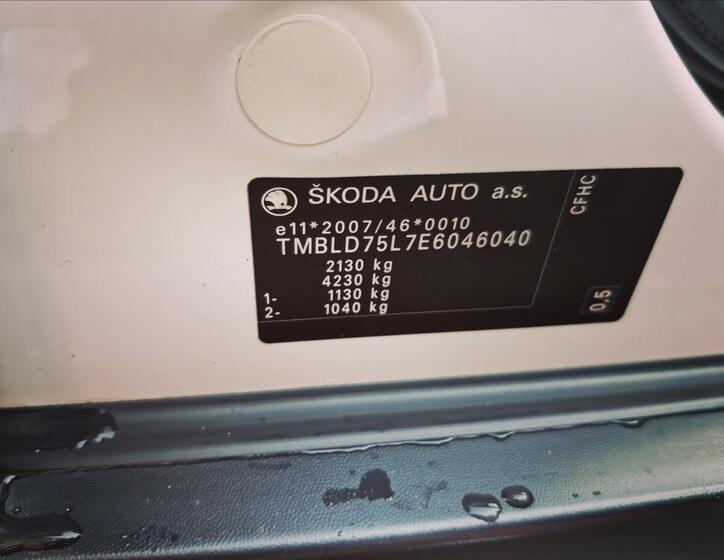 ŠKODA AUTO a.s.
e11*2007/46*0010
TMBLD75L7E6046040
2130 kg
4230 kg
1- 1130 kg
2- 1040 kg
CFHC
0,5